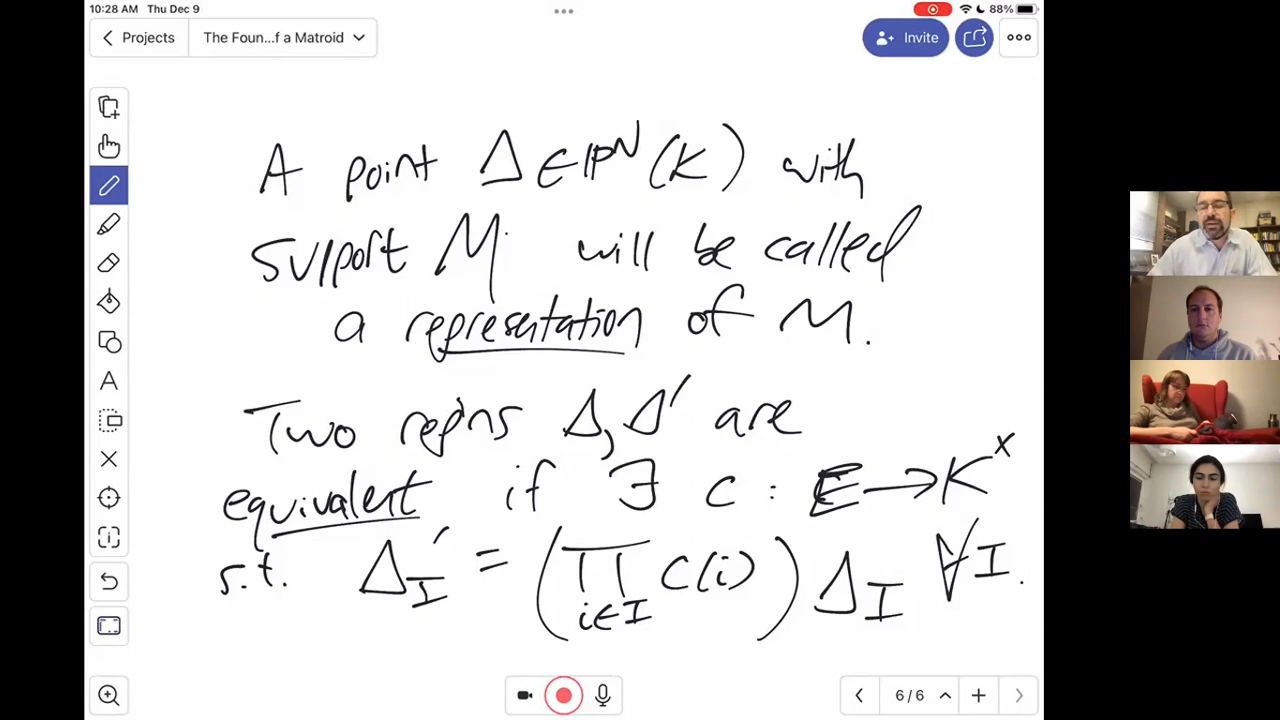 10:28 AM Thu Dec 9
88%
Projects
The Foun...f a Matroid
Invite
A point Δ ∈ ℙᴺ(K) with
support M will be called
a representation of M.
Two repns Δ, Δ' are
equivalent if ∃ c : E → K^×
s.t. Δ'_I = (∏_{i∈I} c(i)) Δ_I ∀I.
A
6/6